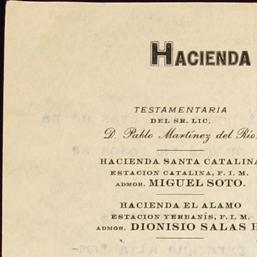 HACIENDA
TESTAMENTARIA
DEL SR. LIC.
D. Pablo Martínez del Río
HACIENDA SANTA CATALINA
ESTACION CATALINA, F. I. M.
ADMOR. MIGUEL SOTO.
HACIENDA EL ALAMO
ESTACION YERBANÍS, F. I. M.
ADMOR. DIONISIO SALAS